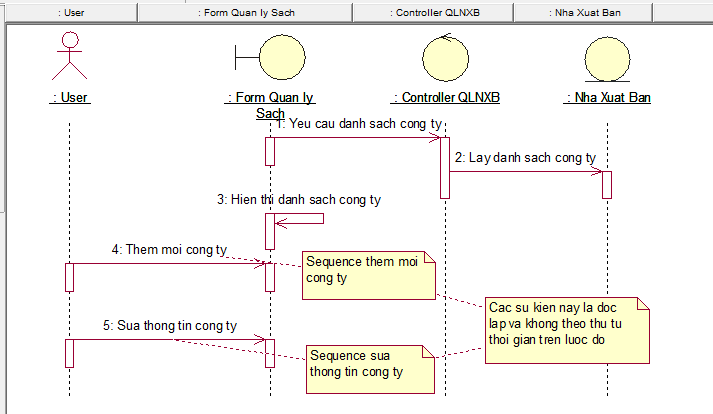 : User
: Form Quan ly Sach
: Controller QLNXB
: Nha Xuat Ban
: User
: Form Quan ly
Sach
: Controller QLNXB
: Nha Xuat Ban
1: Yeu cau danh sach cong ty
2: Lay danh sach cong ty
3: Hien thi danh sach cong ty
4: Them moi cong ty
Sequence them moi
cong ty
Cac su kien nay la doc
lap va khong theo thu tu
thoi gian tren luoc do
5: Sua thong tin cong ty
Sequence sua
thong tin cong ty